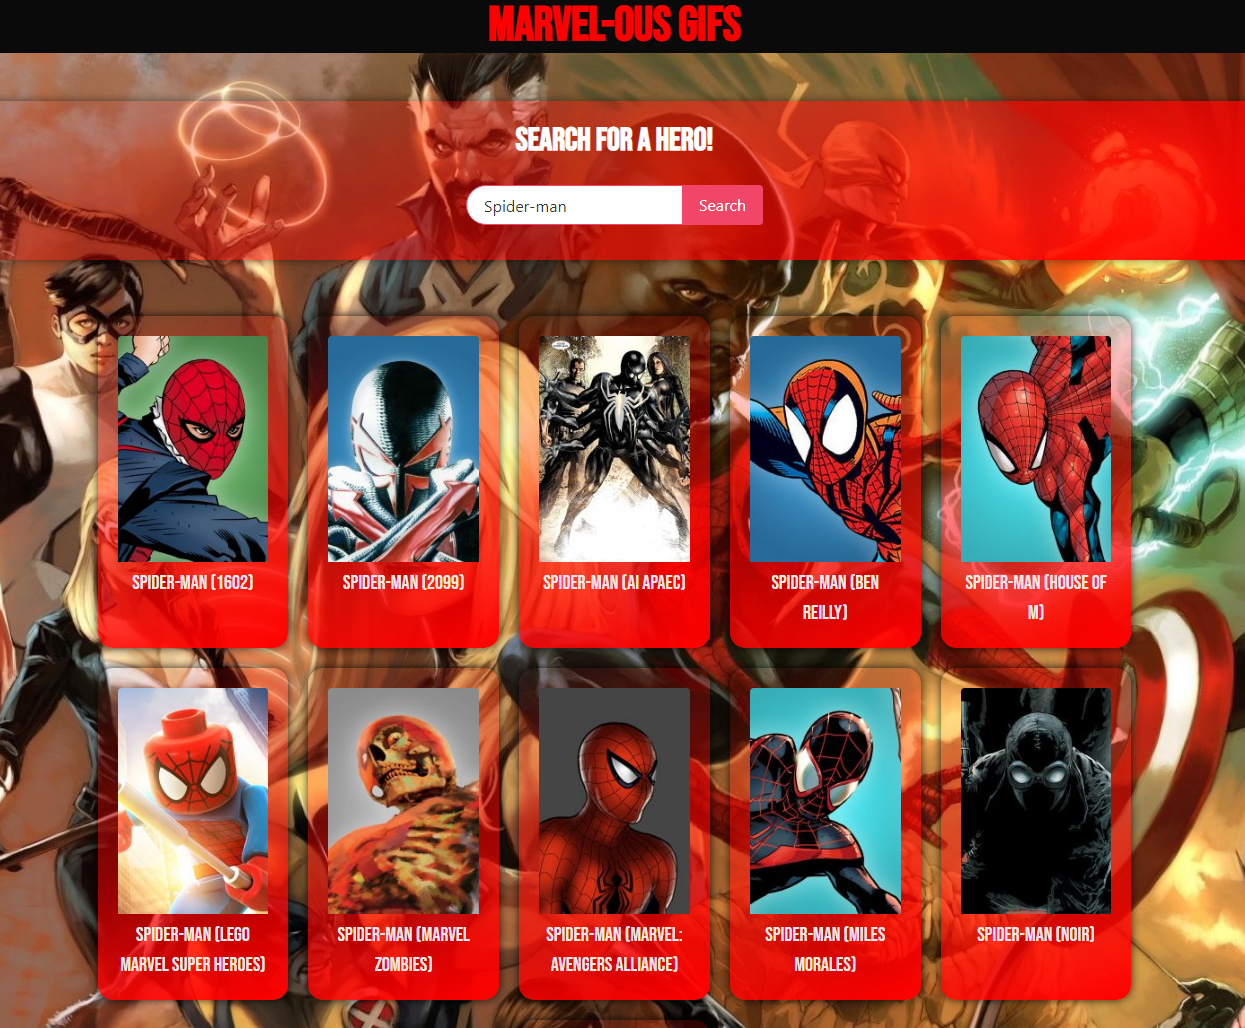 MARVEL-OUS GIFS
SEARCH FOR A HERO!
Spider-man
Search
SPIDER-MAN (1602)
SPIDER-MAN (2099)
SPIDER-MAN (AI APAEC)
SPIDER-MAN (BEN
REILLY)
SPIDER-MAN (HOUSE OF
M)
SPIDER-MAN (LEGO
MARVEL SUPER HEROES)
SPIDER-MAN (MARVEL
ZOMBIES)
SPIDER-MAN (MARVEL:
AVENGERS ALLIANCE)
SPIDER-MAN (MILES
MORALES)
SPIDER-MAN (NOIR)